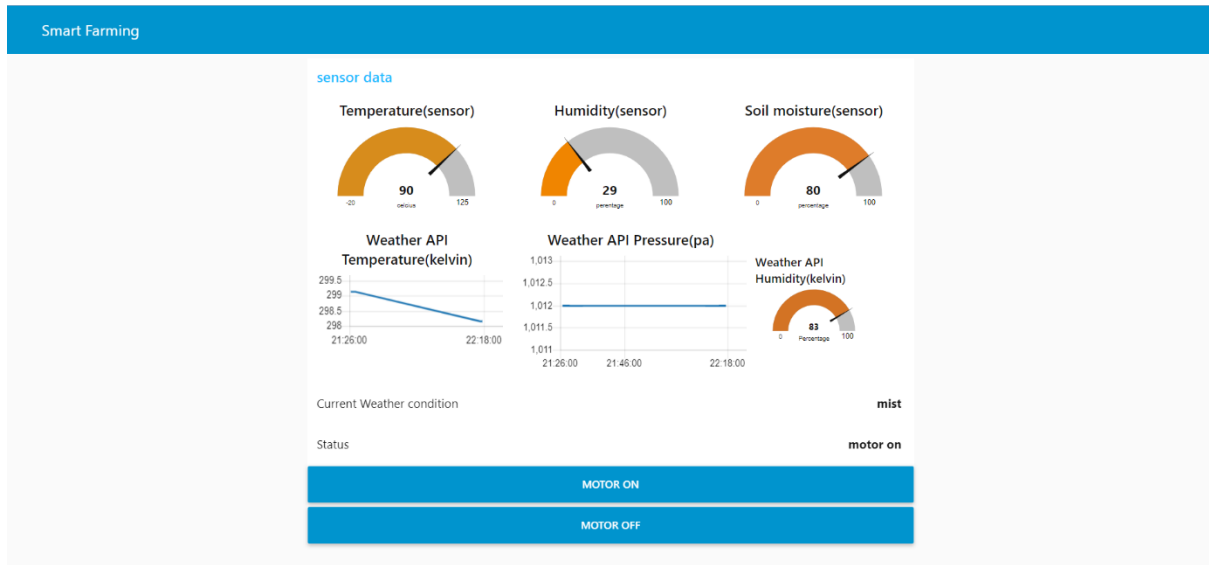 Smart Farming
sensor data
Temperature(sensor)
90
-20
celcius
125
Humidity(sensor)
29
0
perentage
100
Soil moisture(sensor)
80
0
percentage
100
Weather API
Temperature(kelvin)
299.5
299
298.5
298
21:26:00
22:18:00
Weather API Pressure(pa)
1,013
1,012.5
1,012
1,011.5
1,011
21:26:00
21:46:00
22:18:00
Weather API
Humidity(kelvin)
83
0
Percentage
100
Current Weather condition
mist
Status
motor on
MOTOR ON
MOTOR OFF